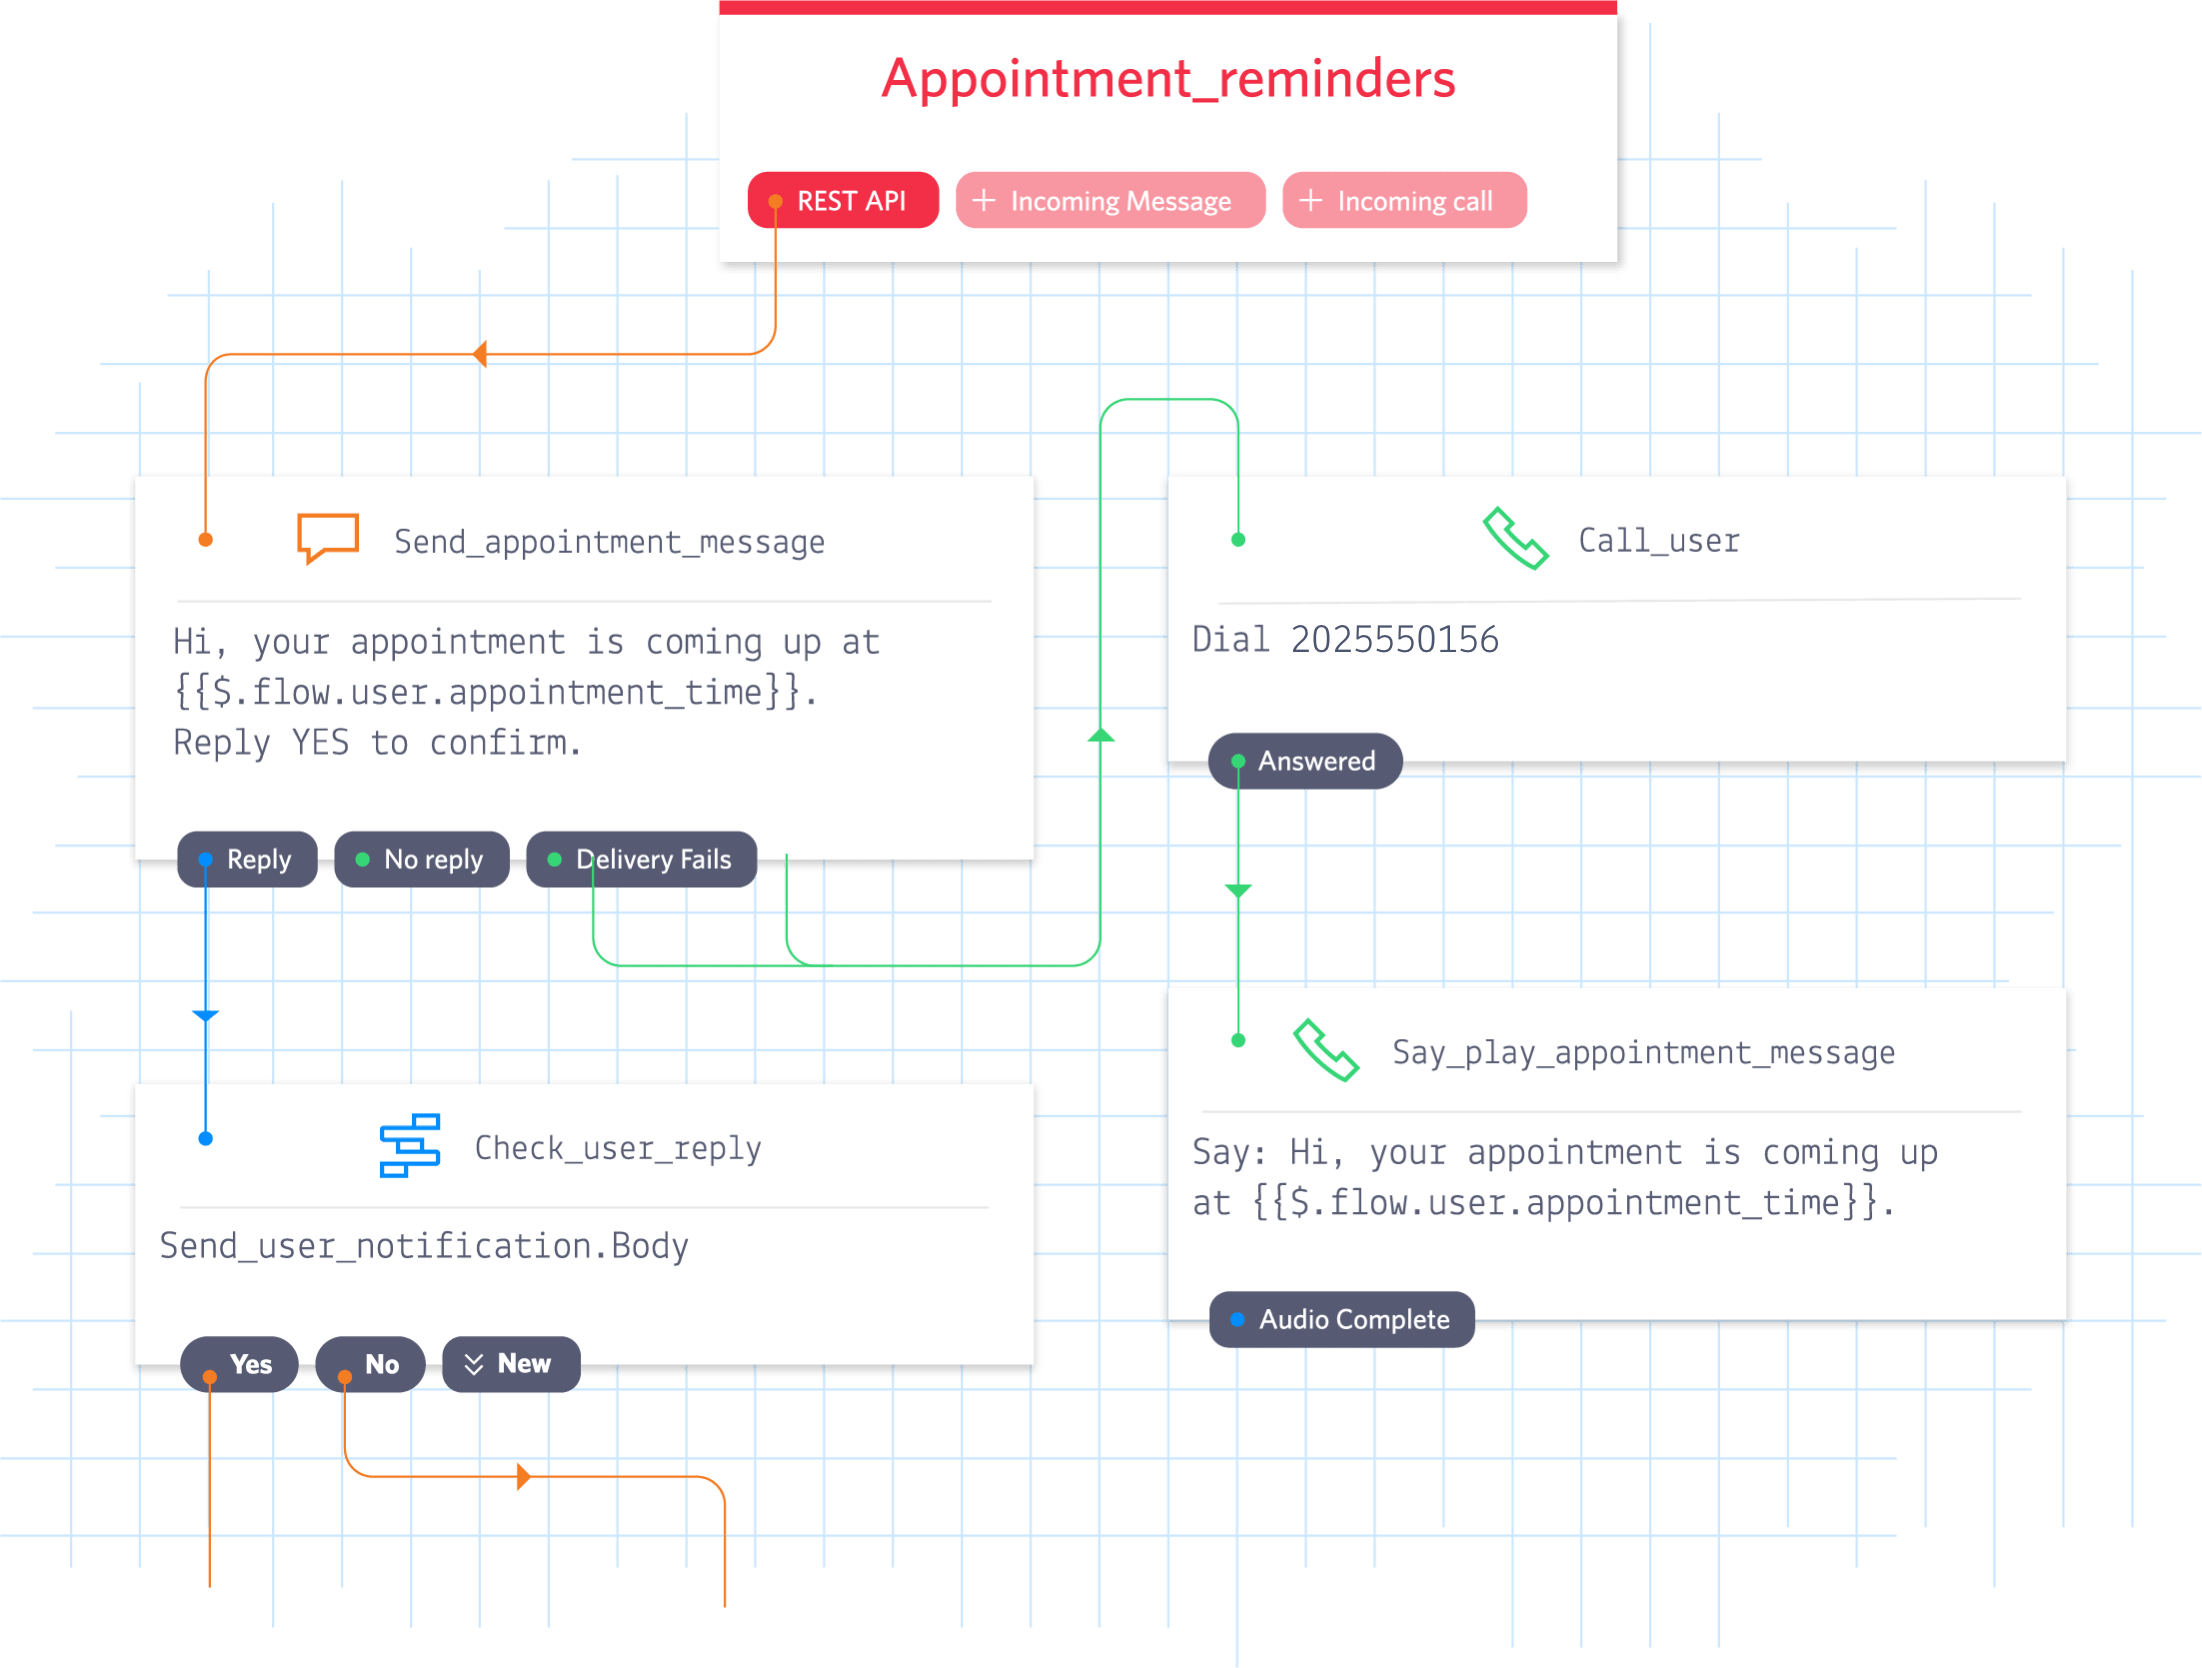 Appointment_reminders
REST API
Incoming Message
Incoming call
Send_appointment_message
Hi, your appointment is coming up at
{{$.flow.user.appointment_time}}.
Reply YES to confirm.
Reply
No reply
Delivery Fails
Call_user
Dial 2025550156
Answered
Check_user_reply
Send_user_notification.Body
Yes
No
New
Say_play_appointment_message
Say: Hi, your appointment is coming up
at {{$.flow.user.appointment_time}}.
Audio Complete